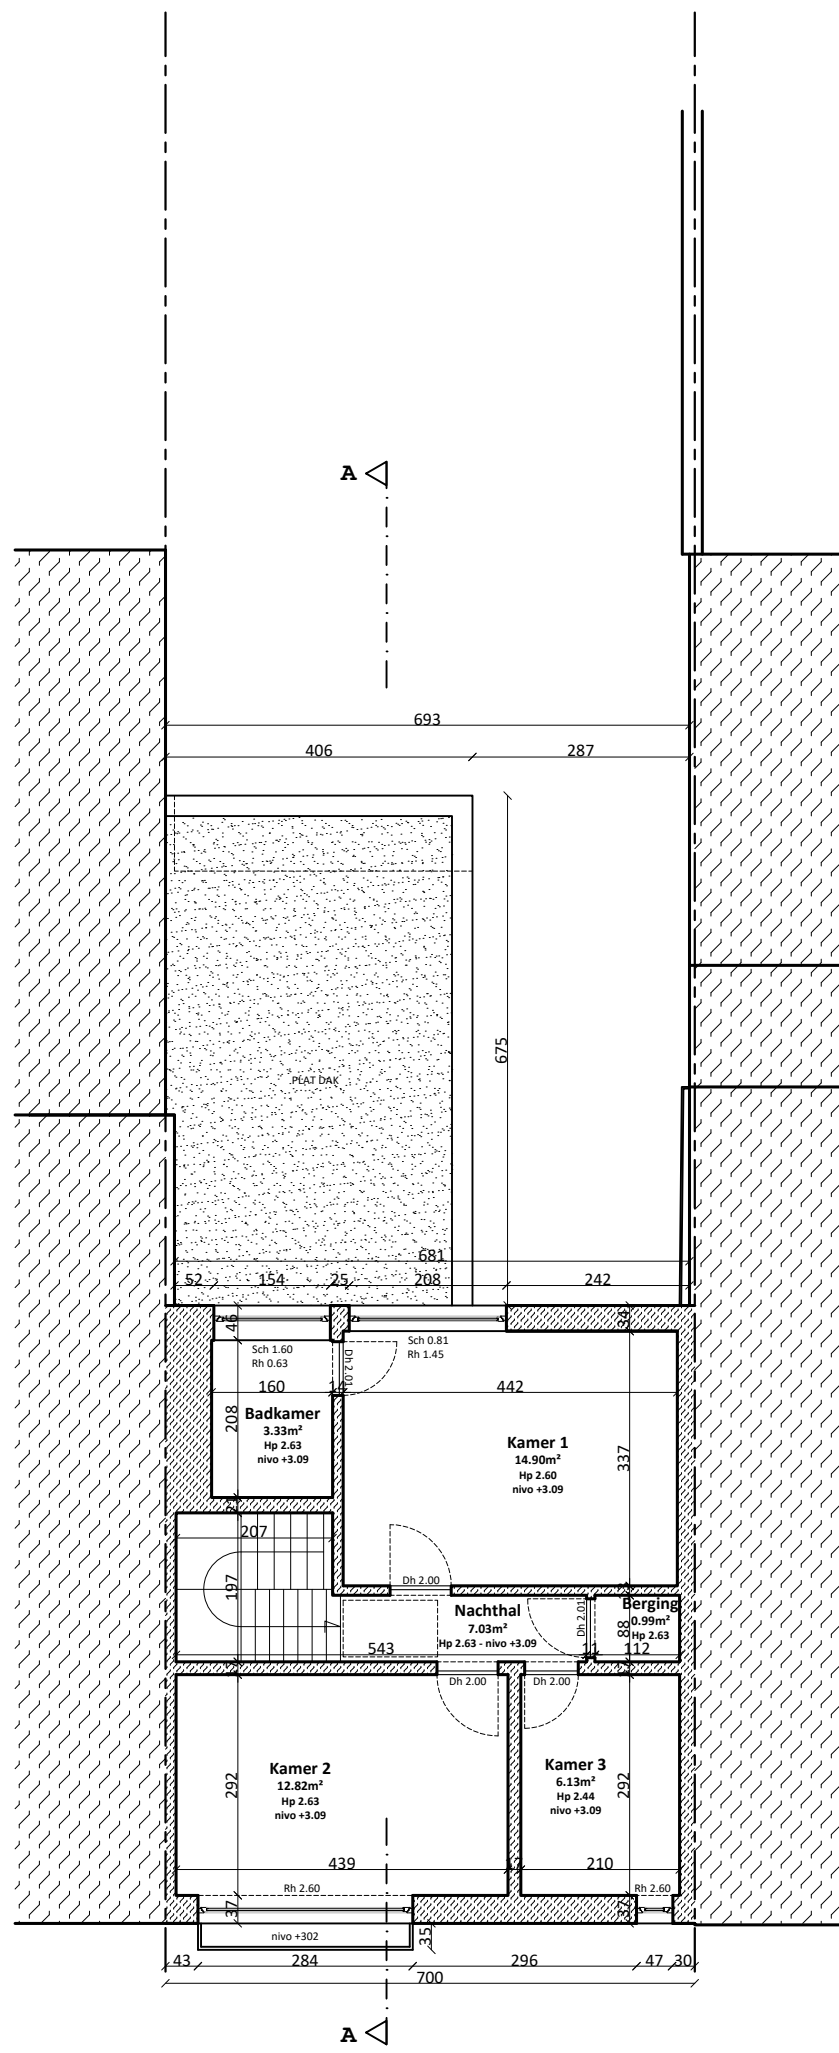 A
693
406
287
675
PLAT DAK
681
52
154
25
208
242
46
34
Sch 1.60
Rh 0.63
Dh 2.01
Sch 0.81
Rh 1.45
160
14
442
208
Badkamer
3.33m²
Hp 2.63
nivo +3.09
Kamer 1
14.90m²
Hp 2.60
nivo +3.09
337
21
207
197
Dh 2.00
Nachthal
7.03m²
Hp 2.63 - nivo +3.09
Dh 2.01
Berging
0.99m²
Hp 2.63
88
543
11
112
Dh 2.00
Dh 2.00
Kamer 2
12.82m²
Hp 2.63
nivo +3.09
292
Kamer 3
6.13m²
Hp 2.44
nivo +3.09
292
439
210
Rh 2.60
Rh 2.60
37
37
nivo +302
35
43
284
296
47
30
700
A